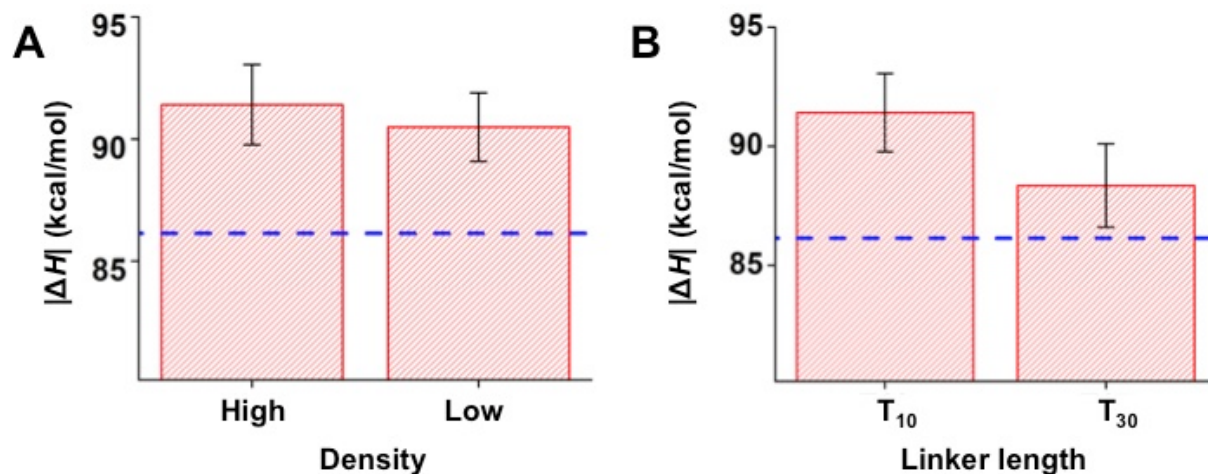 A
|ΔH| (kcal/mol)
95
90
85
High Low
Density
B
|ΔH| (kcal/mol)
95
90
85
T₁₀ T₃₀
Linker length